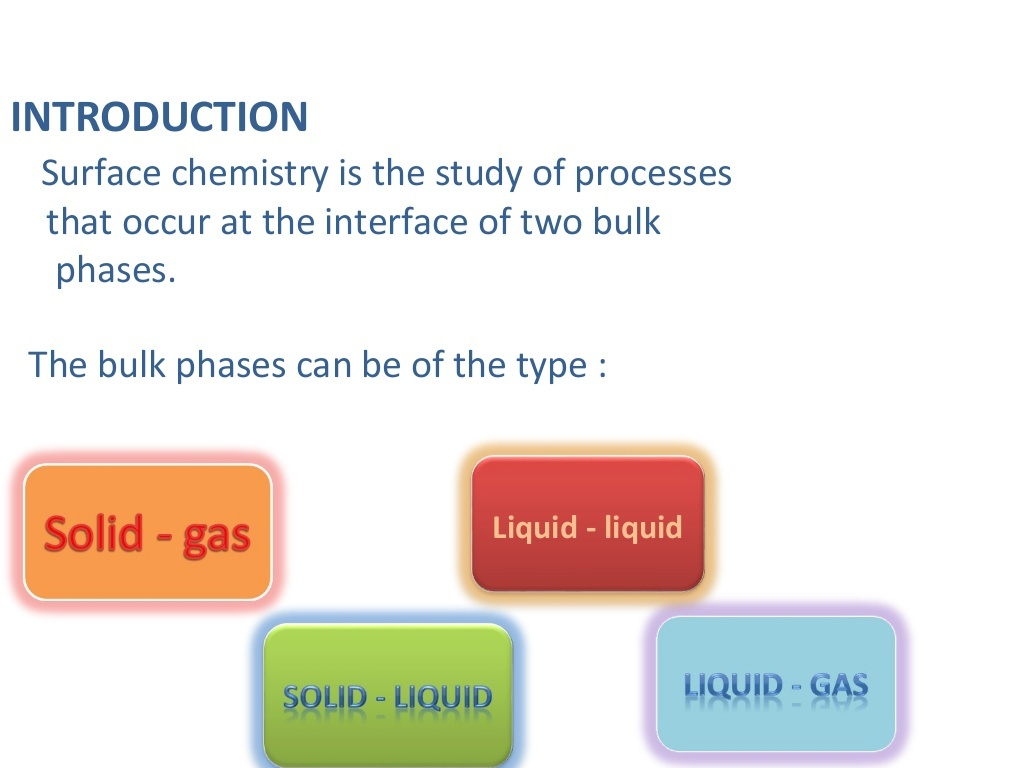 INTRODUCTION
Surface chemistry is the study of processes
that occur at the interface of two bulk
phases.
The bulk phases can be of the type :
Solid - gas
Liquid - liquid
SOLID - LIQUID
LIQUID - GAS